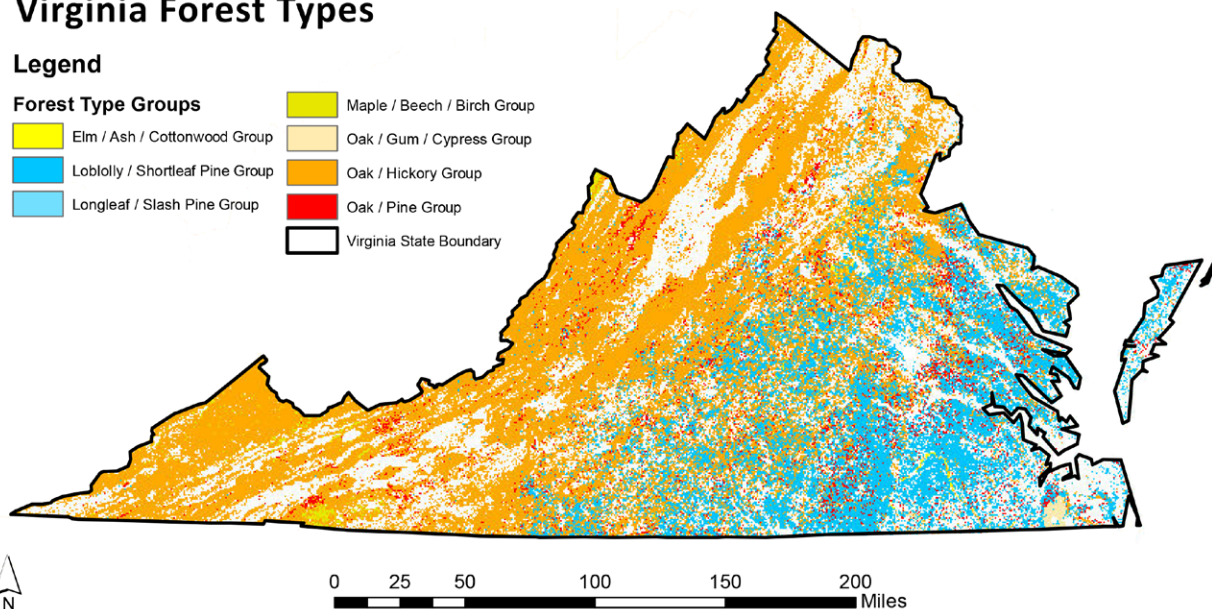 Virginia Forest Types
Legend
Forest Type Groups
Elm / Ash / Cottonwood Group
Loblolly / Shortleaf Pine Group
Longleaf / Slash Pine Group
Maple / Beech / Birch Group
Oak / Gum / Cypress Group
Oak / Hickory Group
Oak / Pine Group
Virginia State Boundary
N
0 25 50 100 150 200
Miles